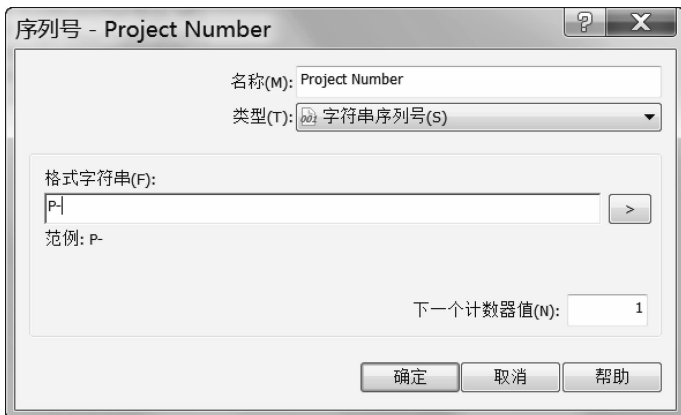 序列号 - Project Number
名称(M): Project Number
类型(T): 001 字符串序列号(S)
格式字符串(F):
P-
>
范例: P-
下一个计数器值(N): 1
确定 取消 帮助